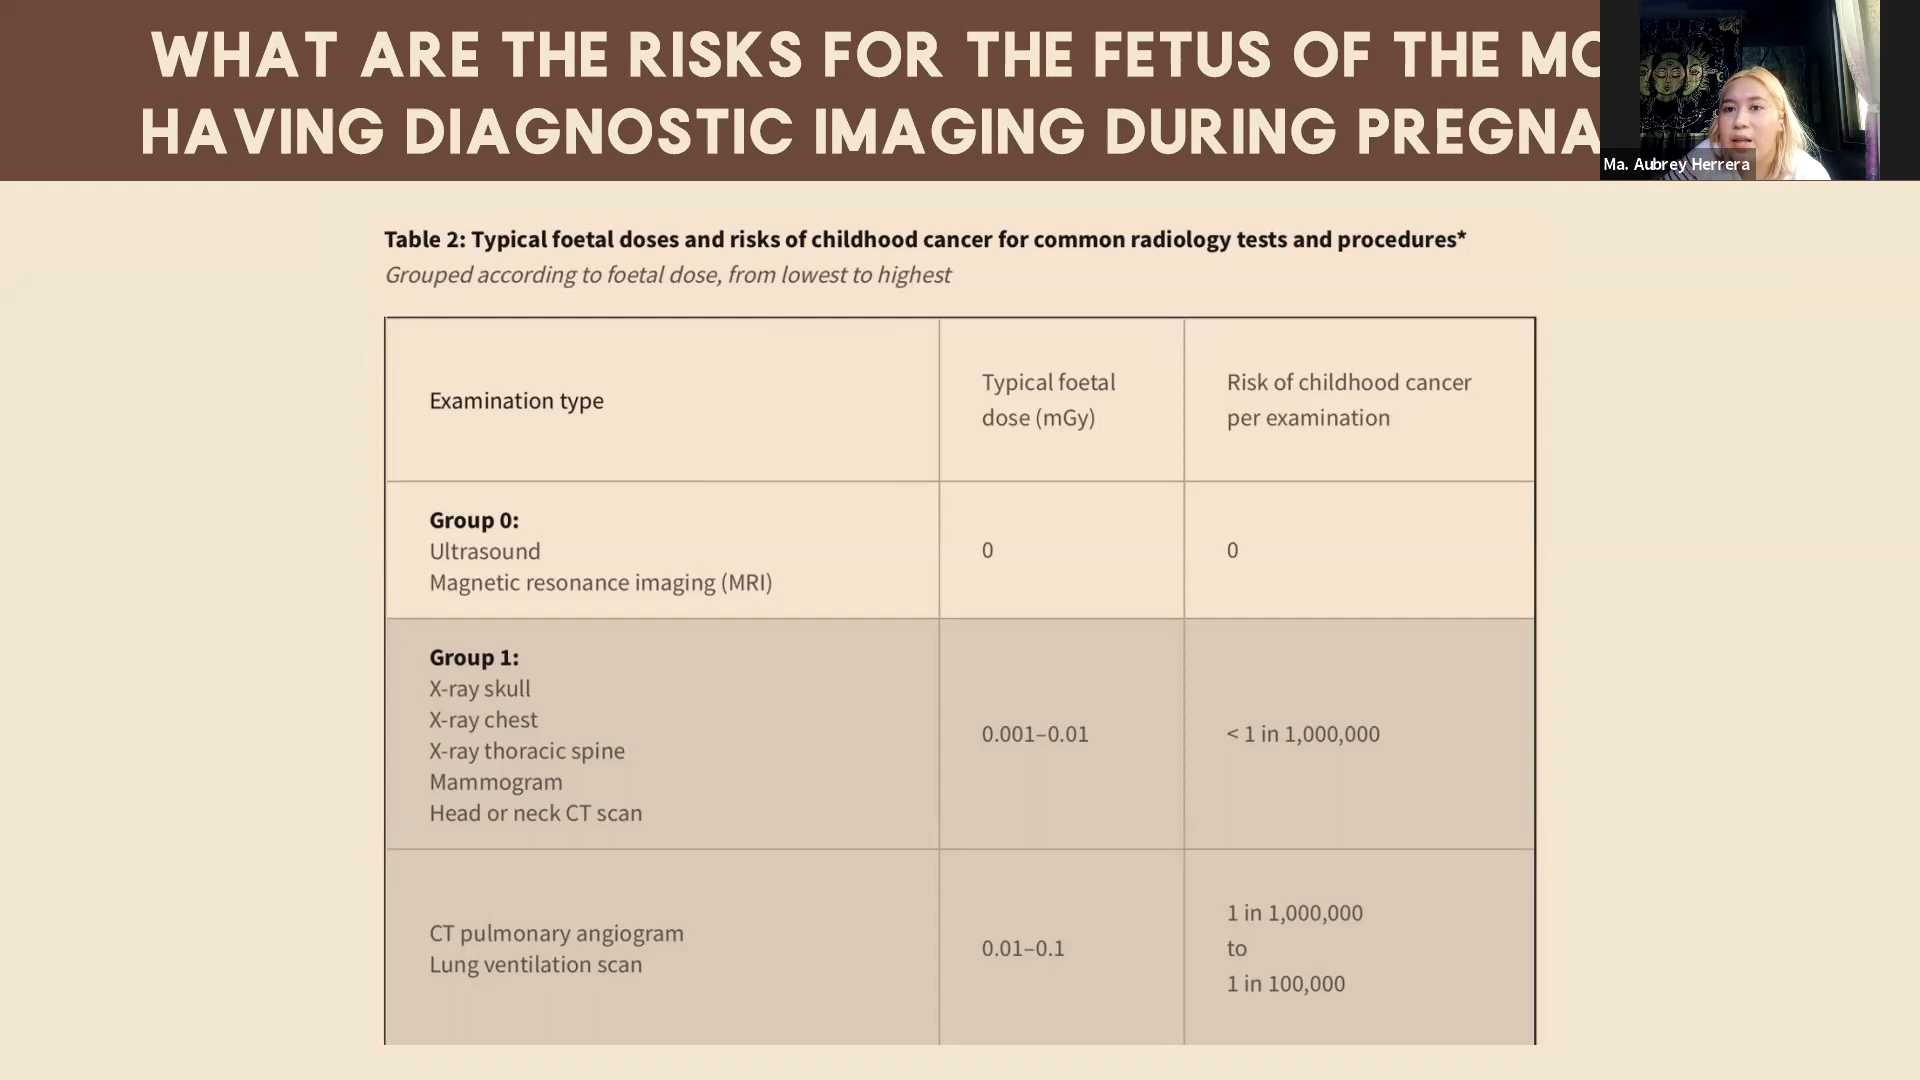 WHAT ARE THE RISKS FOR THE FETUS OF THE
HAVING DIAGNOSTIC IMAGING DURING
Ma. Aubrey Herrera
Table 2: Typical foetal doses and risks of childhood cancer for common radiology tests and procedures*
Grouped according to foetal dose, from lowest to highest
Examination type
Typical foetal
dose (mGy)
Risk of childhood cancer
per examination
Group 0:
Ultrasound
Magnetic resonance imaging (MRI)
0
0
Group 1:
X-ray skull
X-ray chest
X-ray thoracic spine
Mammogram
Head or neck CT scan
0.001–0.01
< 1 in 1,000,000
CT pulmonary angiogram
Lung ventilation scan
0.01–0.1
1 in 1,000,000
to
1 in 100,000